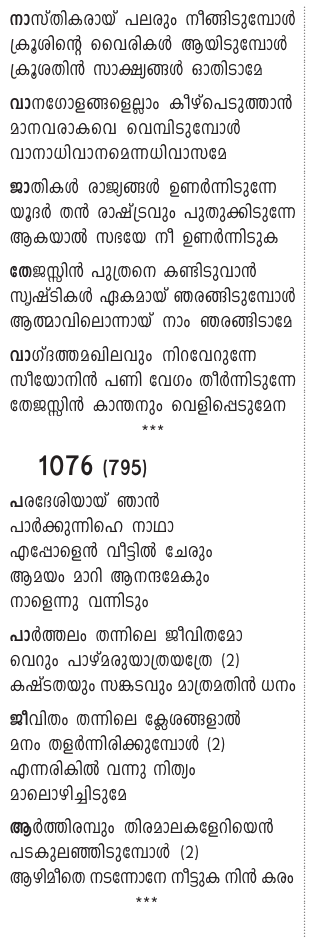 നാസ്തികരായ് പലരും നീങ്ങിടുമ്പോൾ
ക്രൂശിന്റെ വൈരികൾ ആയിടുമ്പോൾ
ക്രൂശതിൻ സാക്ഷ്യങ്ങൾ ഓതിടാമേ
വാനഗോളങ്ങളെല്ലാം കീഴ്പെടുത്താൻ
മാനവരാകവെ വെമ്പിടുമ്പോൾ
വാനാധിവാനമെന്നധിവാസമേ
ജാതികൾ രാജ്യങ്ങൾ ഉണർന്നിടുന്നേ
യൂദർ തൻ രാഷ്ട്രവും പുതുക്കിടുന്നേ
ആകയാൽ സഭയേ നീ ഉണർന്നിടുക
തേജസ്സിൻ പുത്രനെ കണ്ടിടുവാൻ
സൃഷ്ടികൾ ഏകമായ് ഞരങ്ങിടുമ്പോൾ
ആത്മാവിലൊന്നായ് നാം ഞരങ്ങിടാമേ
വാഗ്ദത്തമഖിലവും നിറവേറുന്നേ
സീയോനിൻ പണി വേഗം തീർന്നിടുന്നേ
തേജസ്സിൻ കാന്തനും വെളിപ്പെടുമേന
***
1076 (795)
പരദേശിയായ് ഞാൻ
പാർക്കുന്നിഹെ നാഥാ
എപ്പോളെൻ വീട്ടിൽ ചേരും
ആമയം മാറി ആനന്ദമേകും
നാളെന്നു വന്നിടും
പാർത്തലം തന്നിലെ ജീവിതമോ
വെറും പാഴ്മരുയാത്രയത്രേ (2)
കഷ്ടതയും സങ്കടവും മാത്രമതിൻ ധനം
ജീവിതം തന്നിലെ ക്ലേശങ്ങളാൽ
മനം തളർന്നിരിക്കുമ്പോൾ (2)
എന്നരികിൽ വന്നു നിത്യം
മാലൊഴിച്ചിടുമേ
ആർത്തിരമ്പും തിരമാലകളേറിയെൻ
പടകുലഞ്ഞിടുമ്പോൾ (2)
ആഴിമീതെ നടന്നോനേ നീട്ടുക നിൻ കരം
***